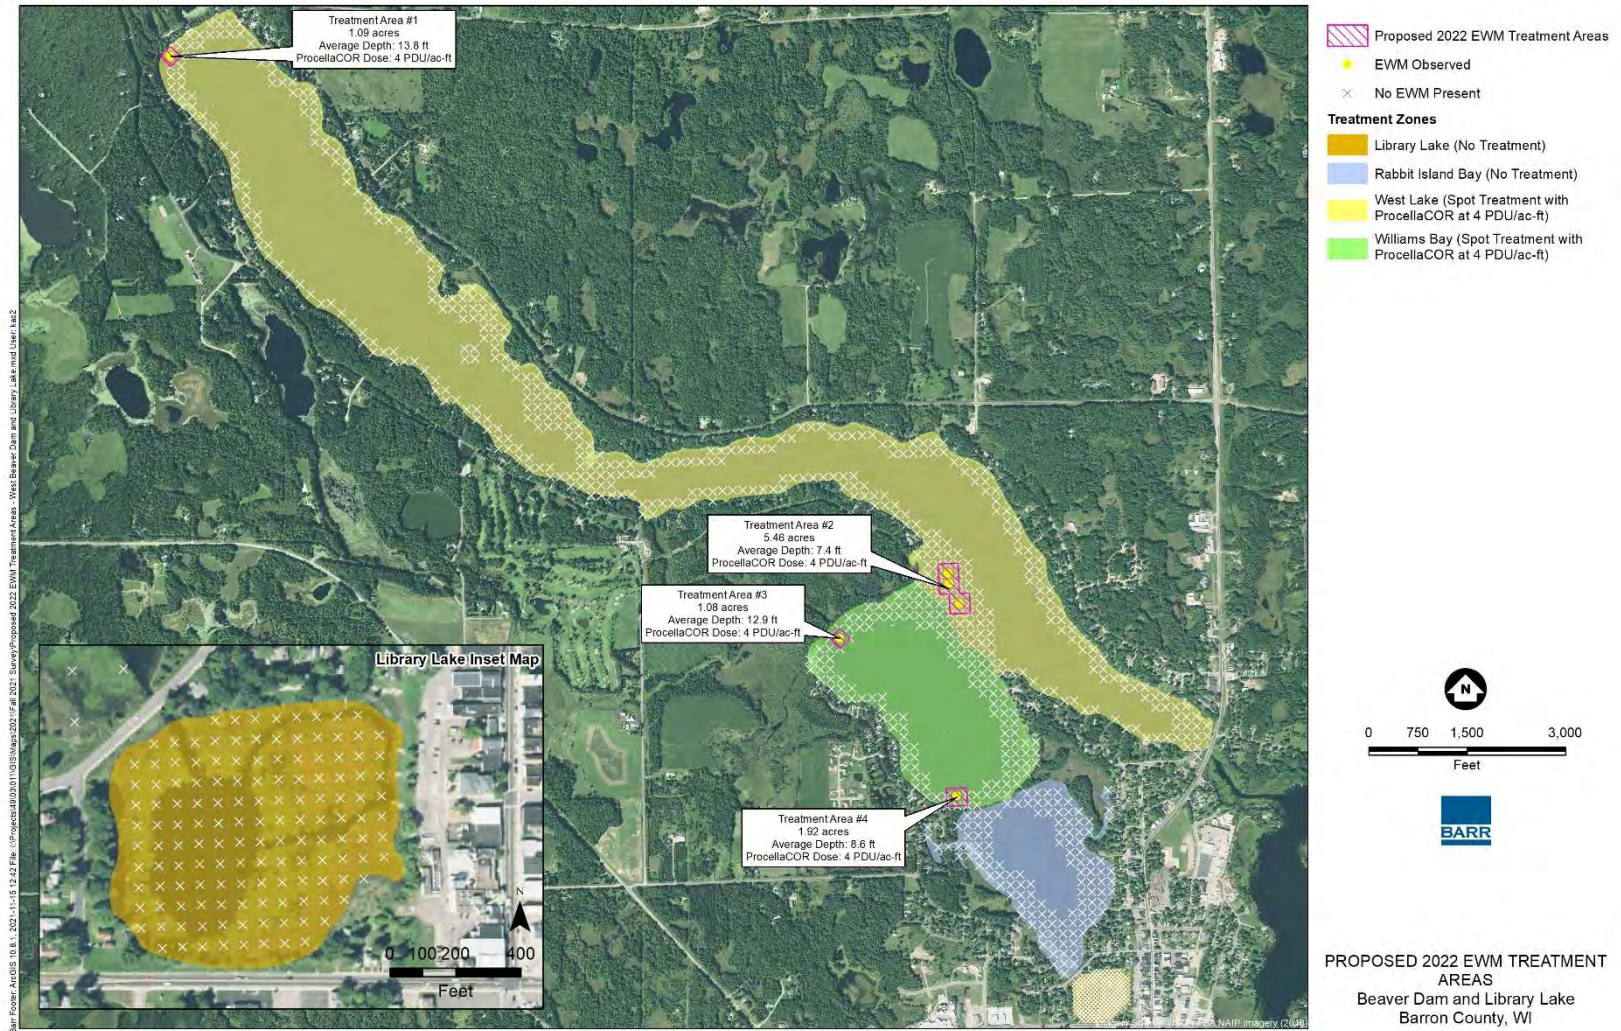 Treatment Area #1
1.09 acres
Average Depth: 13.8 ft
ProcellaCOR Dose: 4 PDU/ac-ft
Treatment Area #2
5.46 acres
Average Depth: 7.4 ft
ProcellaCOR Dose: 4 PDU/ac-ft
Treatment Area #3
1.08 acres
Average Depth: 12.9 ft
ProcellaCOR Dose: 4 PDU/ac-ft
Treatment Area #4
1.92 acres
Average Depth: 8.6 ft
ProcellaCOR Dose: 4 PDU/ac-ft
Library Lake Inset Map
N
0 100 200 400
Feet
Proposed 2022 EWM Treatment Areas
EWM Observed
No EWM Present
Treatment Zones
Library Lake (No Treatment)
Rabbit Island Bay (No Treatment)
West Lake (Spot Treatment with
ProcellaCOR at 4 PDU/ac-ft)
Williams Bay (Spot Treatment with
ProcellaCOR at 4 PDU/ac-ft)
N
0 750 1,500 3,000
Feet
BARR
PROPOSED 2022 EWM TREATMENT
AREAS
Beaver Dam and Library Lake
Barron County, WI
NAIP Imagery